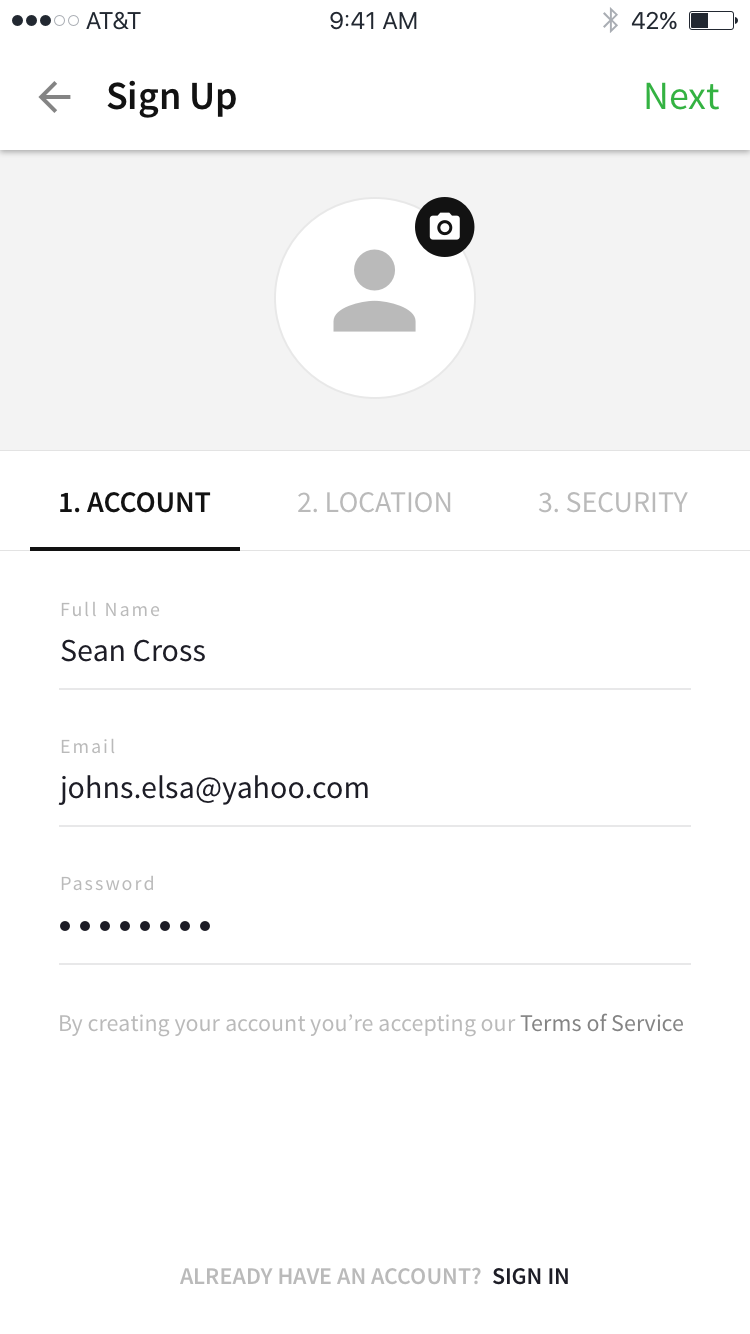 AT&T 9:41 AM 42%
Sign Up Next
1. ACCOUNT 2. LOCATION 3. SECURITY
Full Name
Sean Cross
Email
johns.elsa@yahoo.com
Password
••••••••
By creating your account you’re accepting our Terms of Service
ALREADY HAVE AN ACCOUNT? SIGN IN